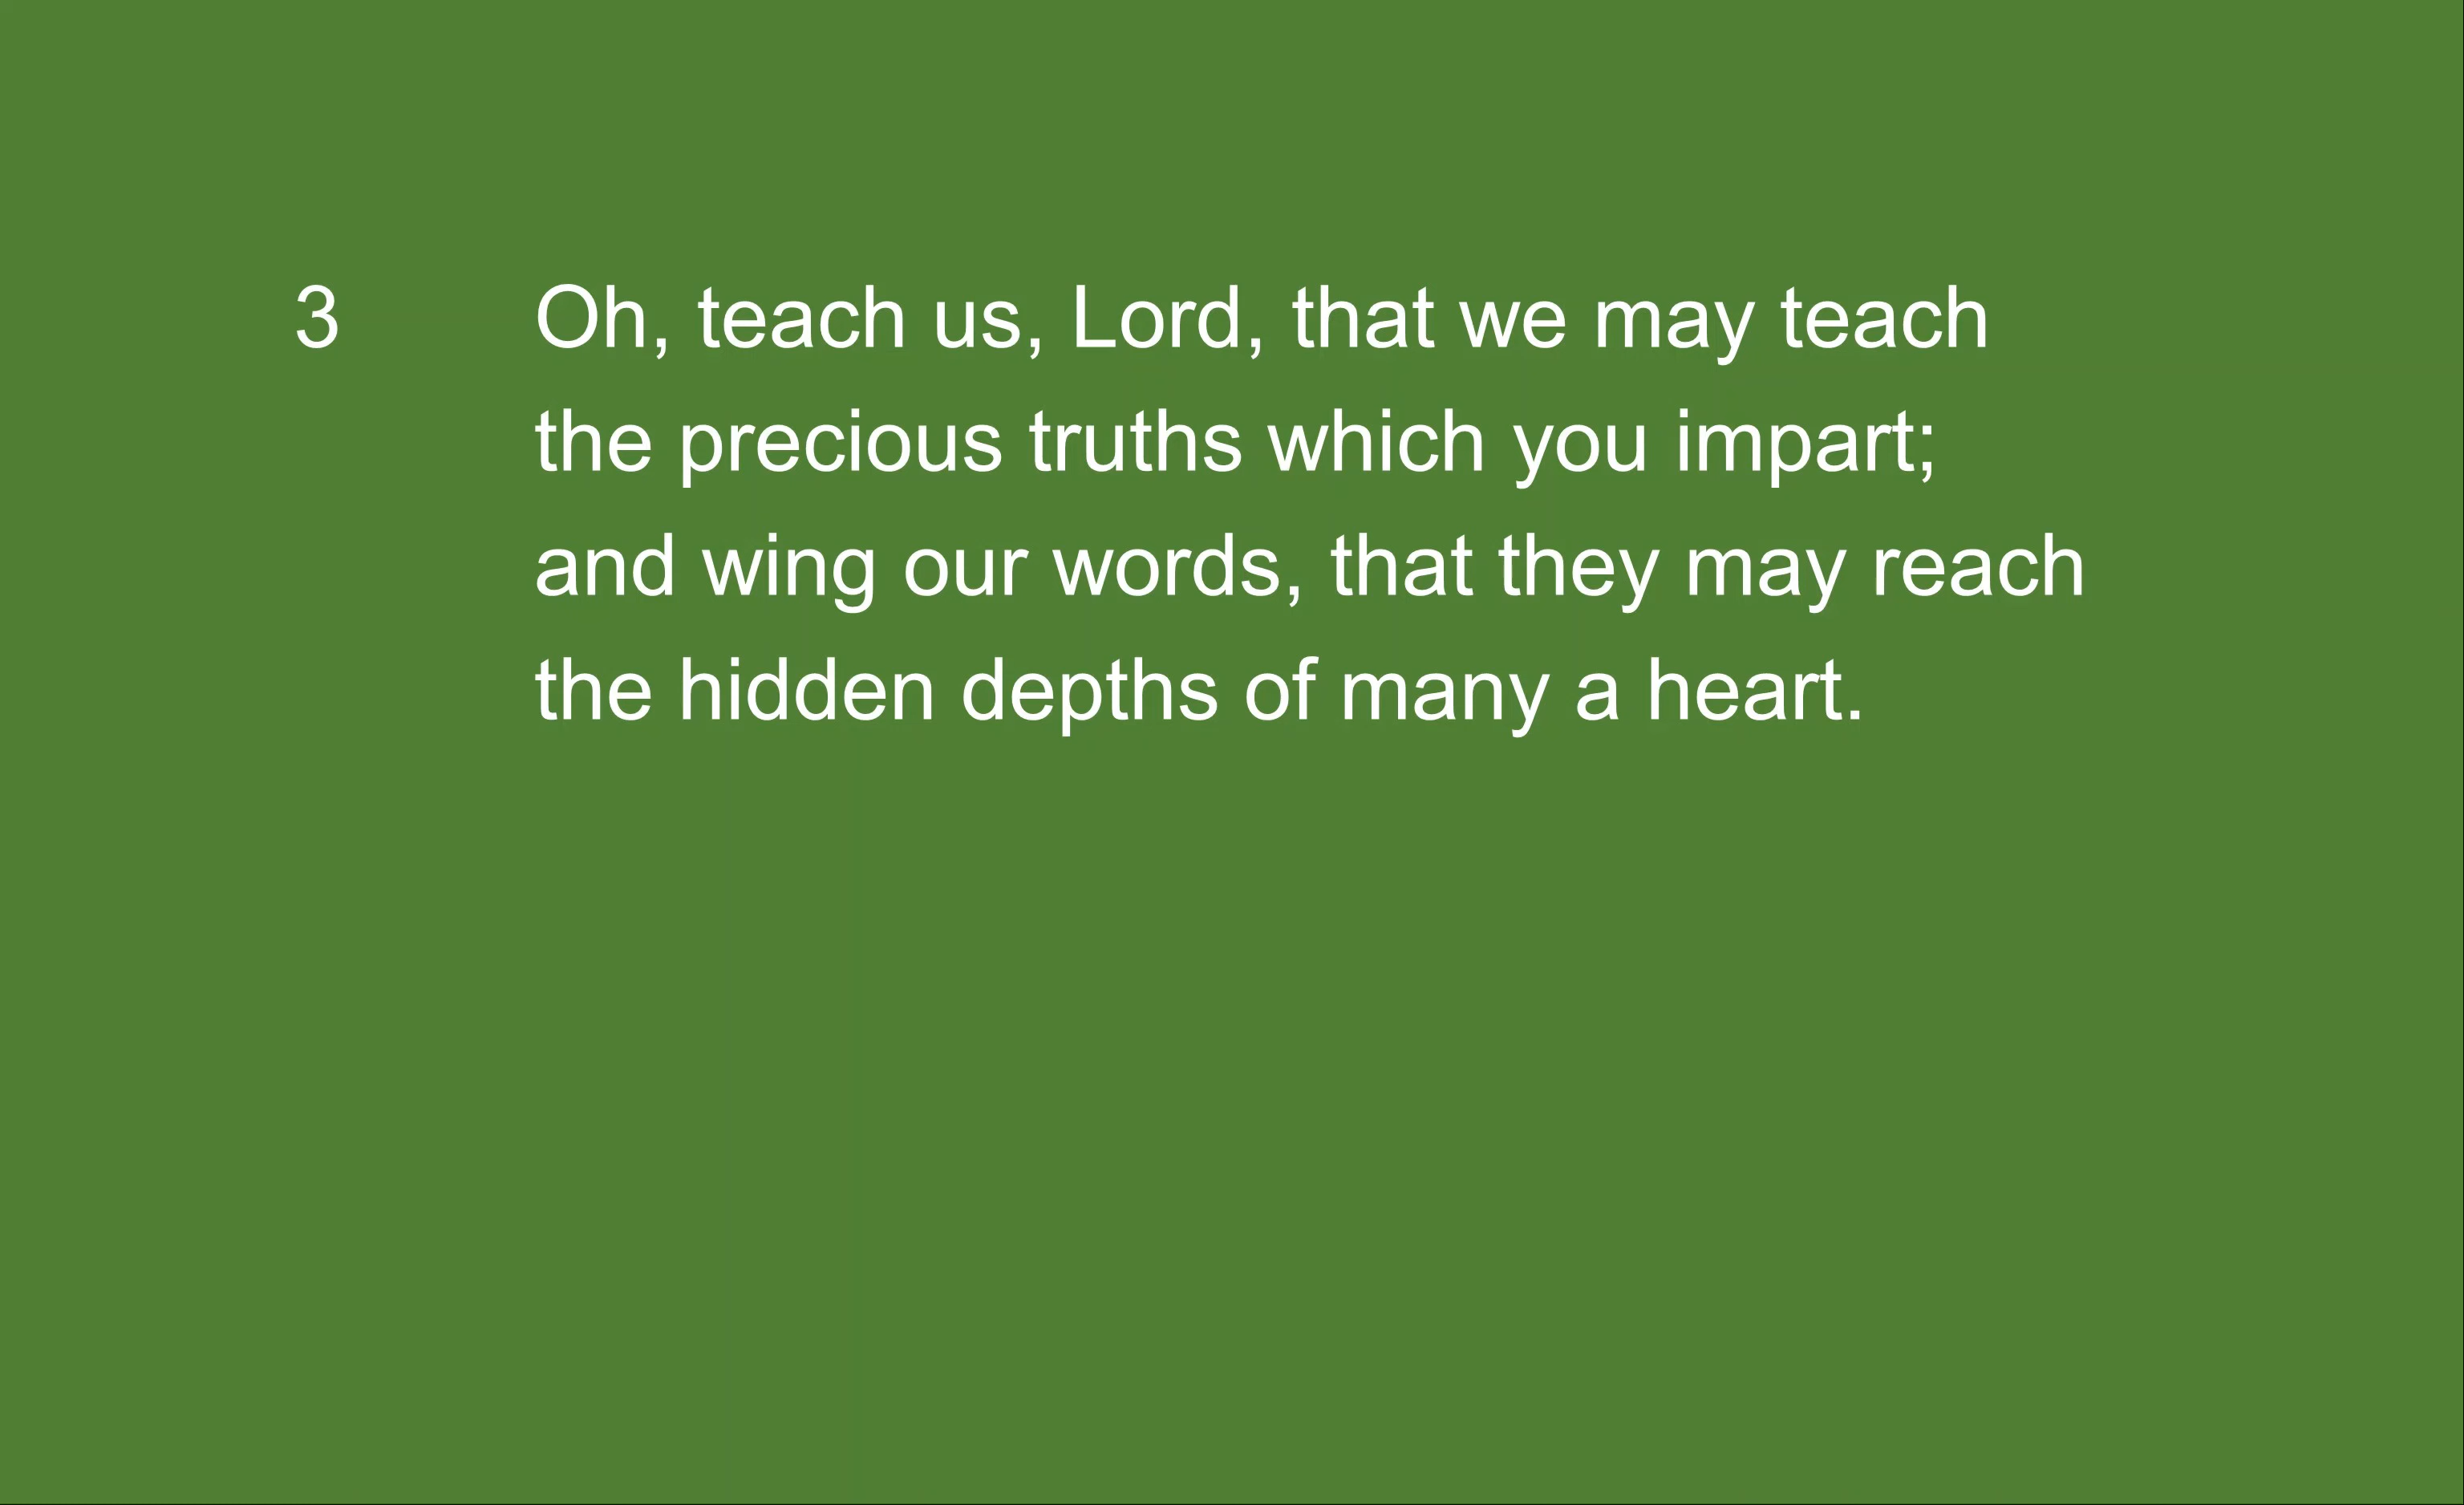 3 Oh, teach us, Lord, that we may teach
the precious truths which you impart;
and wing our words, that they may reach
the hidden depths of many a heart.